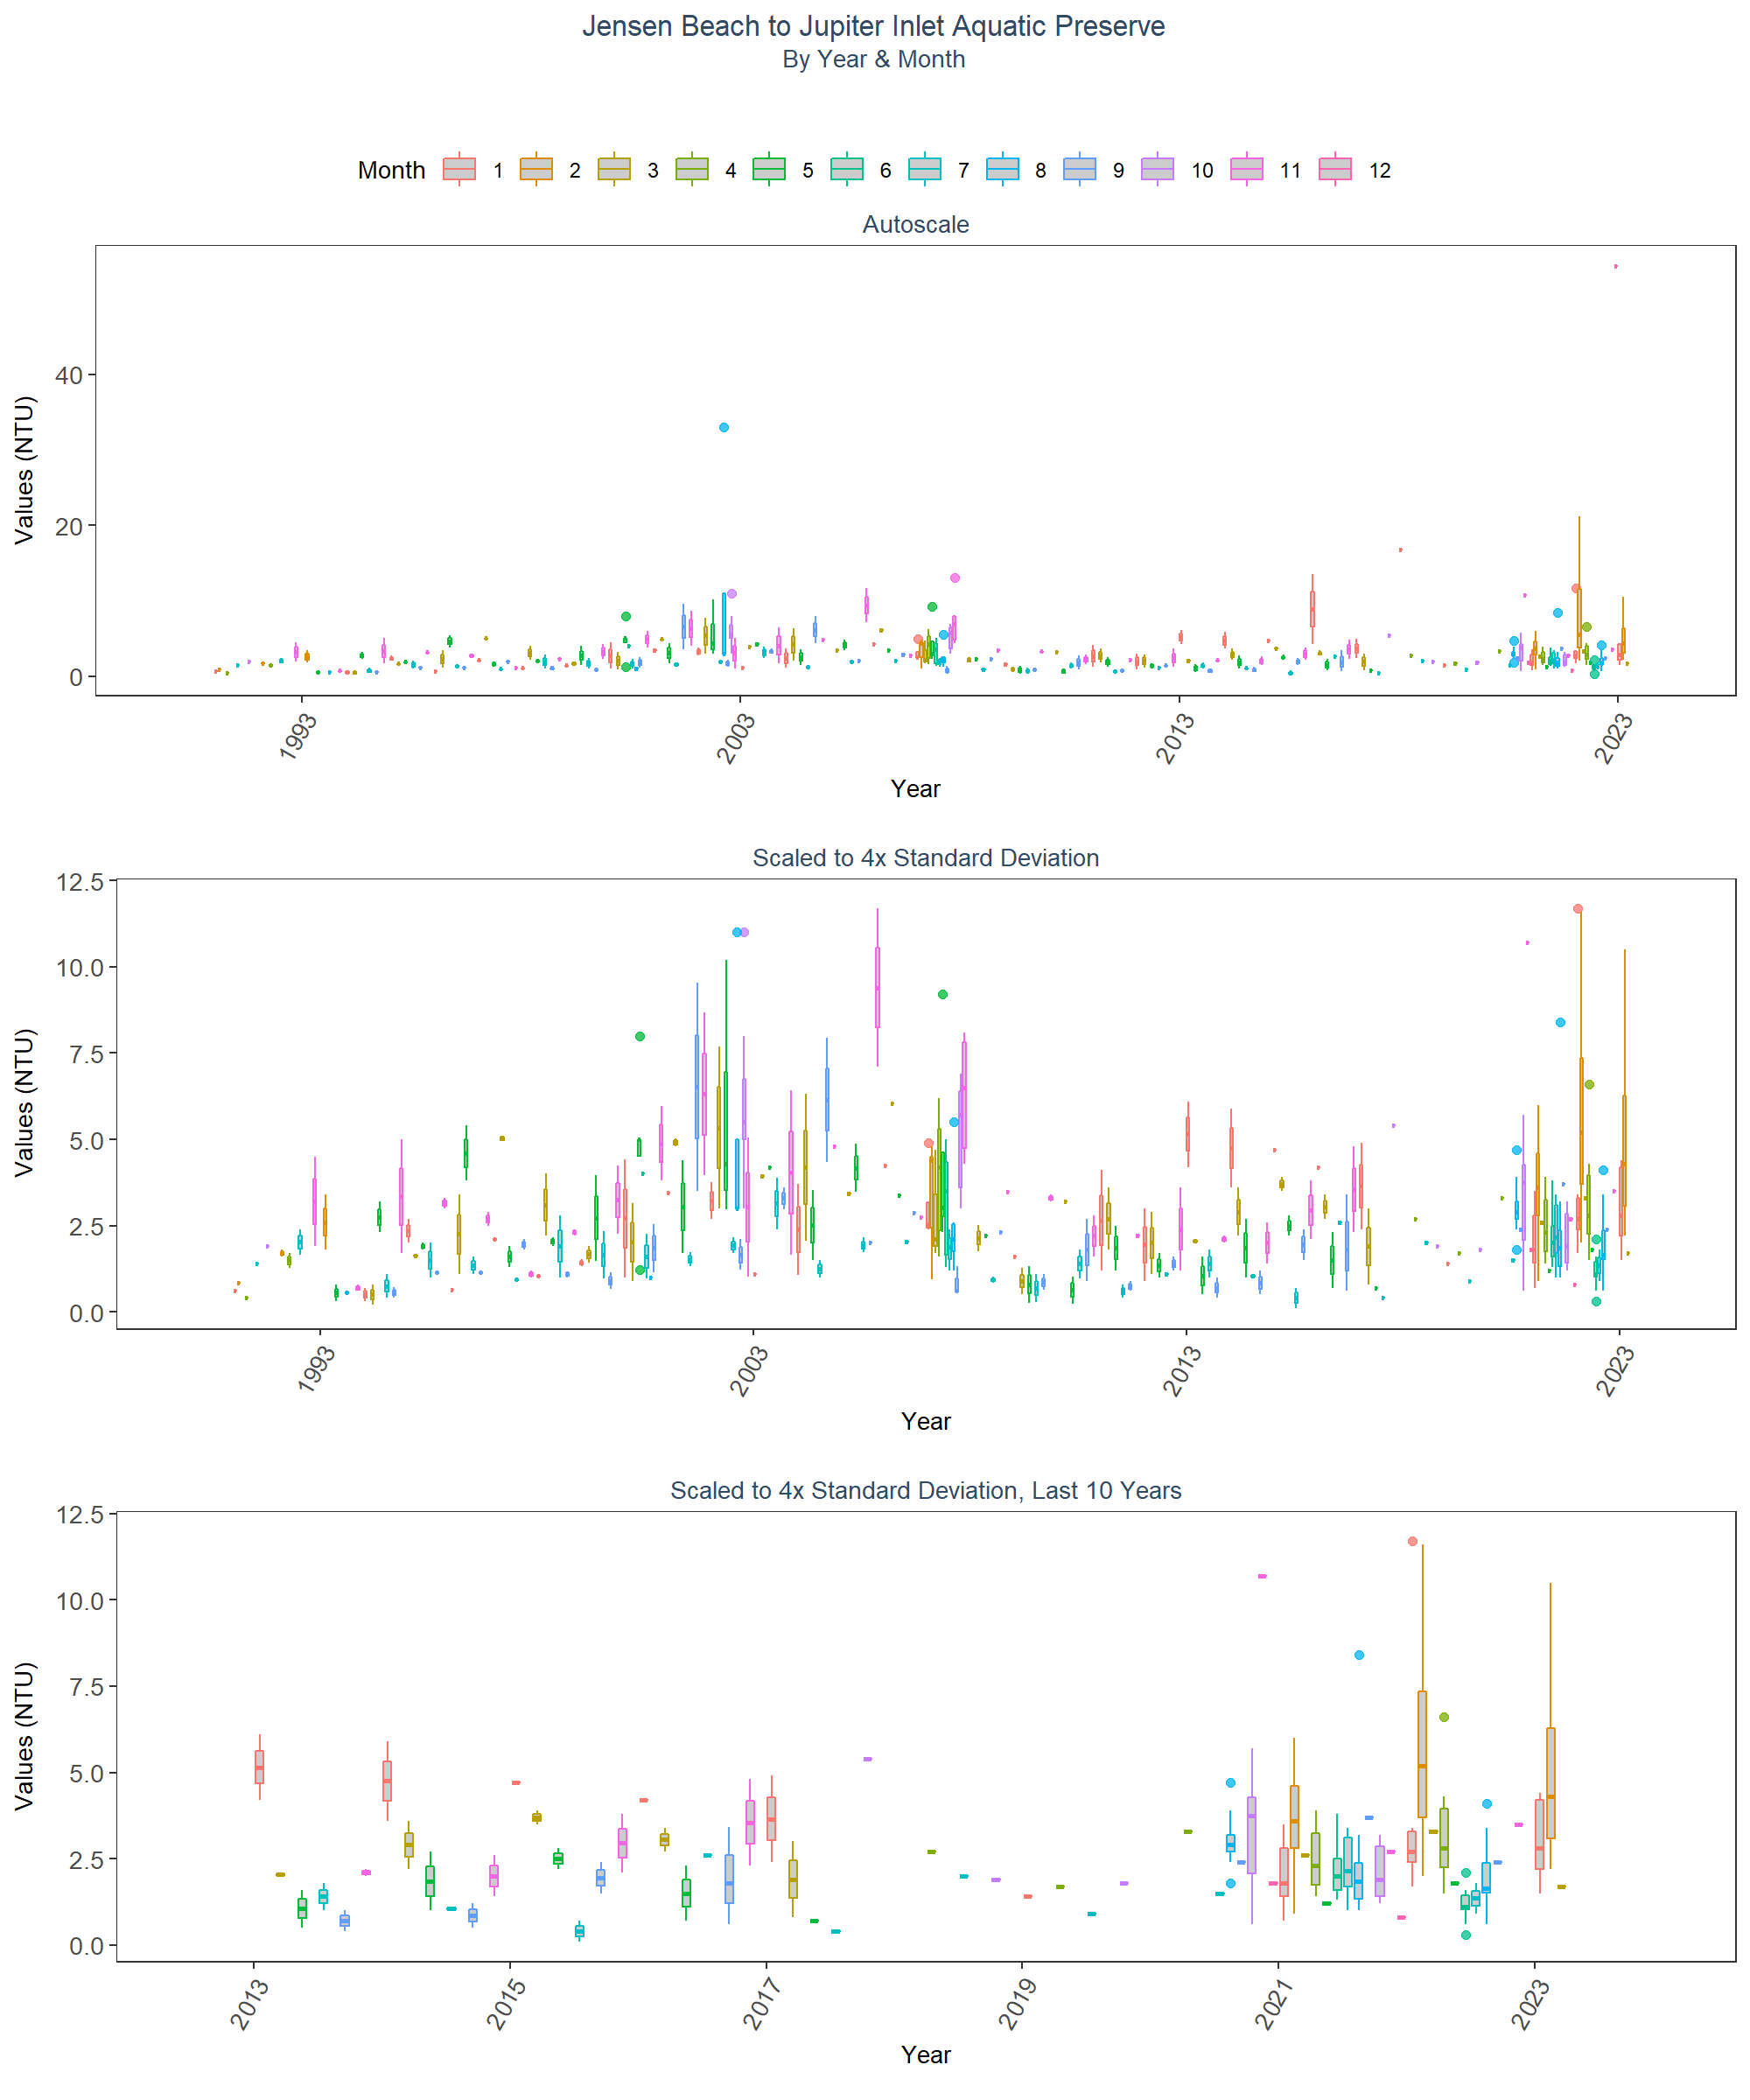 Jensen Beach to Jupiter Inlet Aquatic Preserve
By Year & Month
Month 1 2 3 4 5 6 7 8 9 10 11 12
Autoscale
Values (NTU)
40
20
0
1993 2003 2013 2023
Year
Scaled to 4x Standard Deviation
Values (NTU)
12.5
10.0
7.5
5.0
2.5
0.0
1993 2003 2013 2023
Year
Scaled to 4x Standard Deviation, Last 10 Years
Values (NTU)
12.5
10.0
7.5
5.0
2.5
0.0
2013 2015 2017 2019 2021 2023
Year